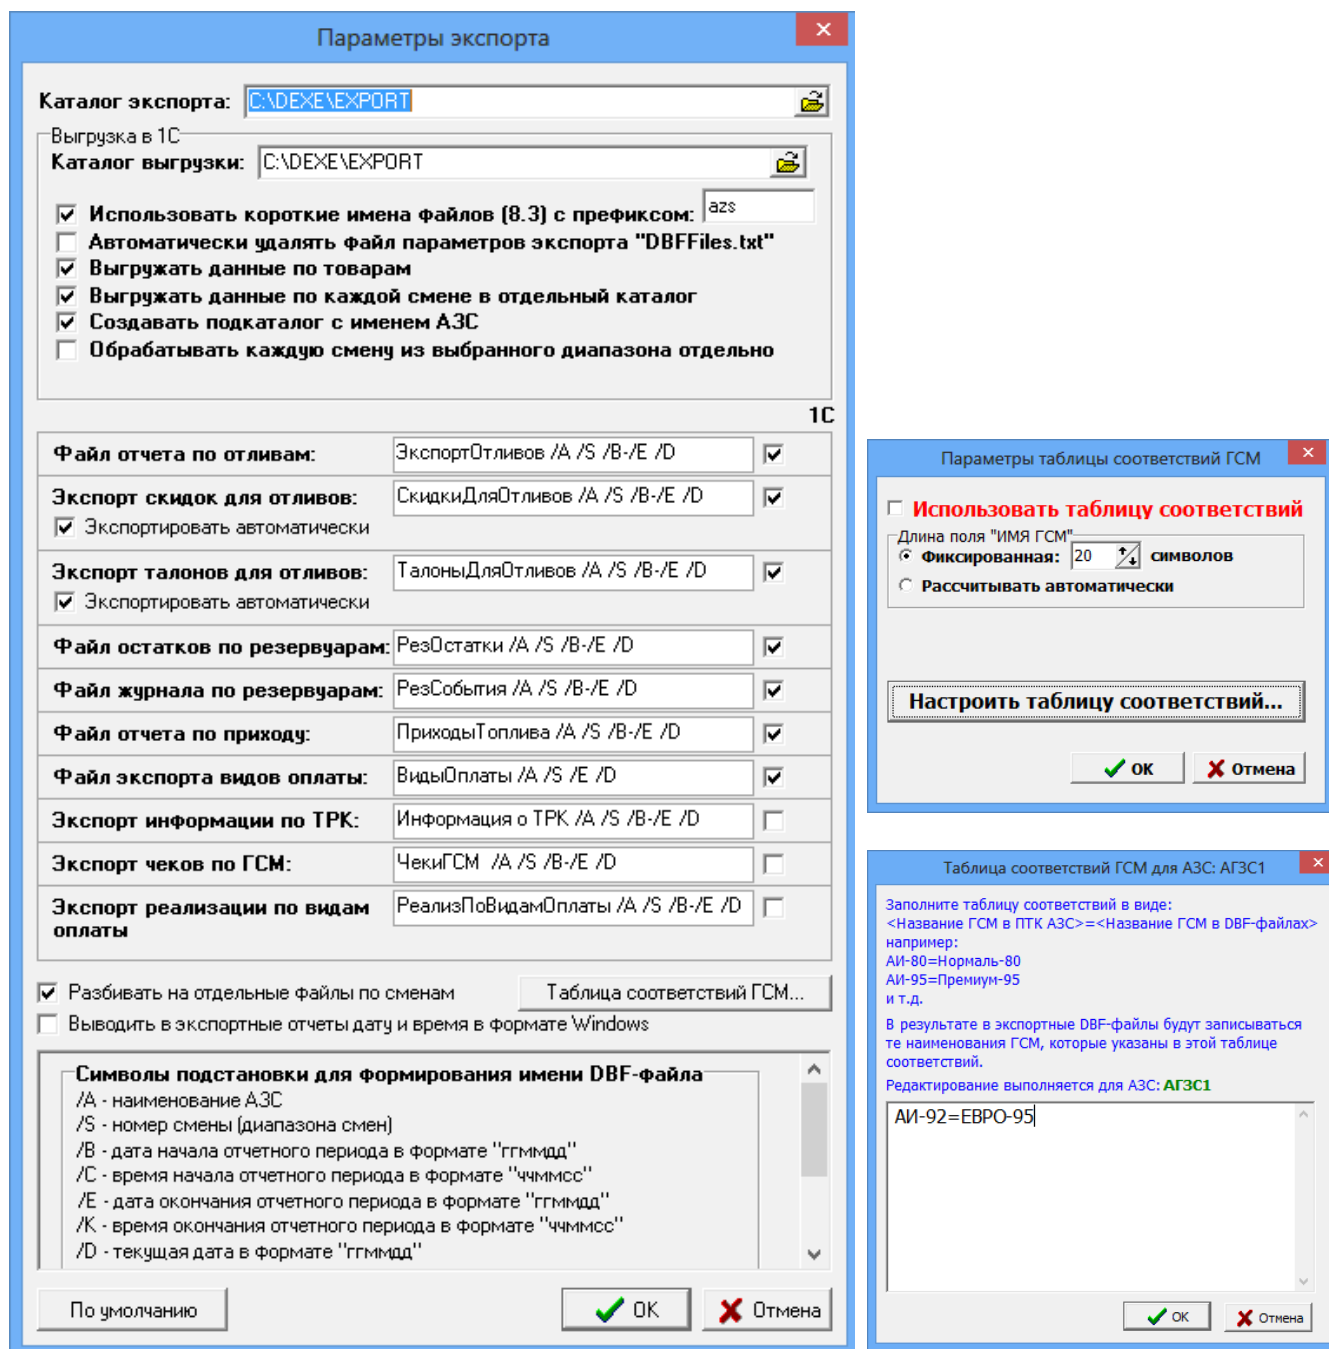 Параметры экспорта
Каталог экспорта: C:\DEXE\EXPORT
Выгрузка в 1С
Каталог выгрузки: C:\DEXE\EXPORT
Использовать короткие имена файлов (8.3) с префиксом: azs
Автоматически удалять файл параметров экспорта "DBFFiles.txt"
Выгружать данные по товарам
Выгружать данные по каждой смене в отдельный каталог
Создавать подкаталог с именем АЗС
Обрабатывать каждую смену из выбранного диапазона отдельно
1С
Файл отчета по отливам: ЭкспортОтливов /A /S /B-/E /D
Экспорт скидок для отливов: СкидкиДляОтливов /A /S /B-/E /D
Экспортировать автоматически
Экспорт талонов для отливов: ТалоныДляОтливов /A /S /B-/E /D
Экспортировать автоматически
Файл остатков по резервуарам: РезОстатки /A /S /B-/E /D
Файл журнала по резервуарам: РезСобытия /A /S /B-/E /D
Файл отчета по приходу: ПриходыТоплива /A /S /B-/E /D
Файл экспорта видов оплаты: ВидыОплаты /A /S /E /D
Экспорт информации по ТРК: Информация о ТРК /A /S /B-/E /D
Экспорт чеков по ГСМ: ЧекиГСМ /A /S /B-/E /D
Экспорт реализации по видам РеализПоВидамОплаты /A /S /B-/E /D
оплаты
Разбивать на отдельные файлы по сменам Таблица соответствий ГСМ...
Выводить в экспортные отчеты дату и время в формате Windows
Символы подстановки для формирования имени DBF-файла
/A - наименование АЗС
/S - номер смены (диапазона смен)
/B - дата начала отчетного периода в формате "ггммдд"
/C - время начала отчетного периода в формате "ччммсс"
/E - дата окончания отчетного периода в формате "ггммдд"
/K - время окончания отчетного периода в формате "ччммсс"
/D - текущая дата в формате "ггммдд"
По умолчанию OK Отмена
Параметры таблицы соответствий ГСМ
Использовать таблицу соответствий
Длина поля "ИМЯ ГСМ"
Фиксированная: 20 символов
Рассчитывать автоматически
Настроить таблицу соответствий...
ОК Отмена
Таблица соответствий ГСМ для АЗС: АГЗС1
Заполните таблицу соответствий в виде:
<Название ГСМ в ПТК АЗС>=<Название ГСМ в DBF-файлах>
например:
АИ-80=Нормаль-80
АИ-95=Премиум-95
и т.д.
В результате в экспортные DBF-файлы будут записываться
те наименования ГСМ, которые указаны в этой таблице
соответствий.
Редактирование выполняется для АЗС: АГЗС1
АИ-92=ЕВРО-95
ОК Отмена